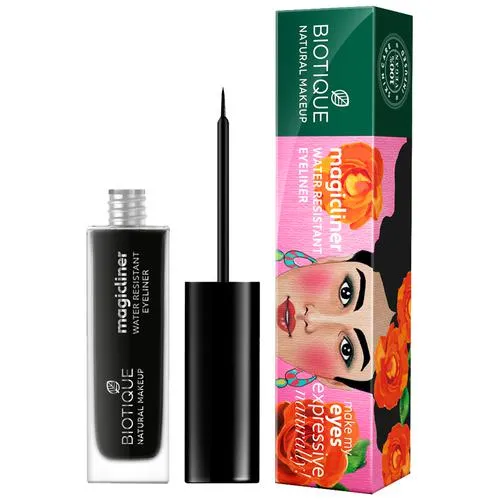 BIOTIQUE
NATURAL MAKEUP
magicliner
WATER RESISTANT
EYELINER
BIOTIQUE
NATURAL MAKEUP
magicliner
WATER RESISTANT
EYELINER
make my
eyes
expressive
naturally!
100%